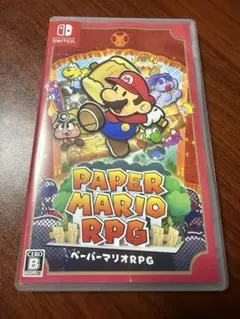 NINTENDO
SWITCH
PAPER
MARIO
RPG
ペーパーマリオRPG
CERO
B